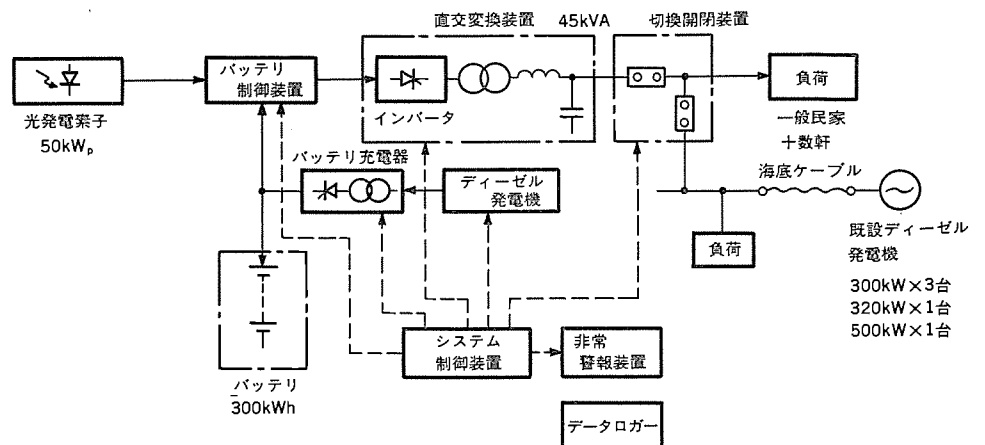 直交変換装置 45kVA
切換開閉装置
バッテリ
制御装置
負荷
インバータ
光発電素子
50kWp
一般民家
十数軒
バッテリ充電器
海底ケーブル
ディーゼル
発電機
既設ディーゼル
発電機
負荷
300kW×3台
320kW×1台
500kW×1台
システム
制御装置
非常
警報装置
バッテリ
300kWh
データロガー